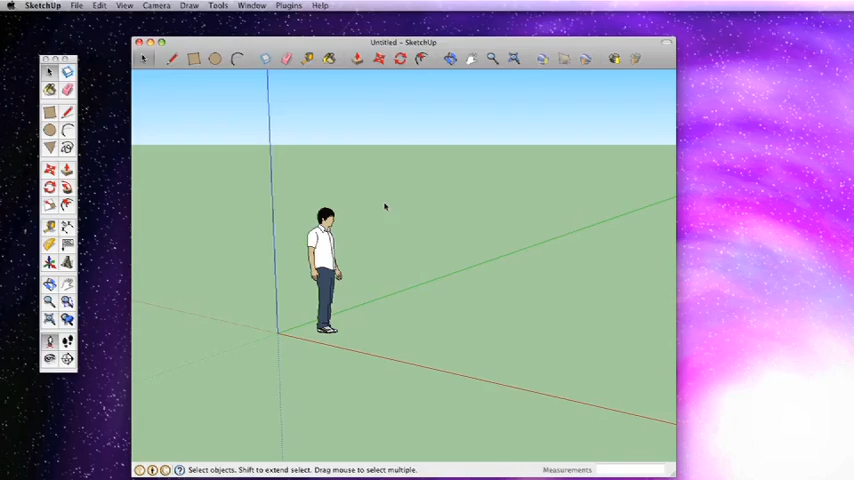 SketchUp File Edit View Camera Draw Tools Window Plugins Help
Untitled - SketchUp
Select objects. Shift to extend select. Drag mouse to select multiple.
Measurements